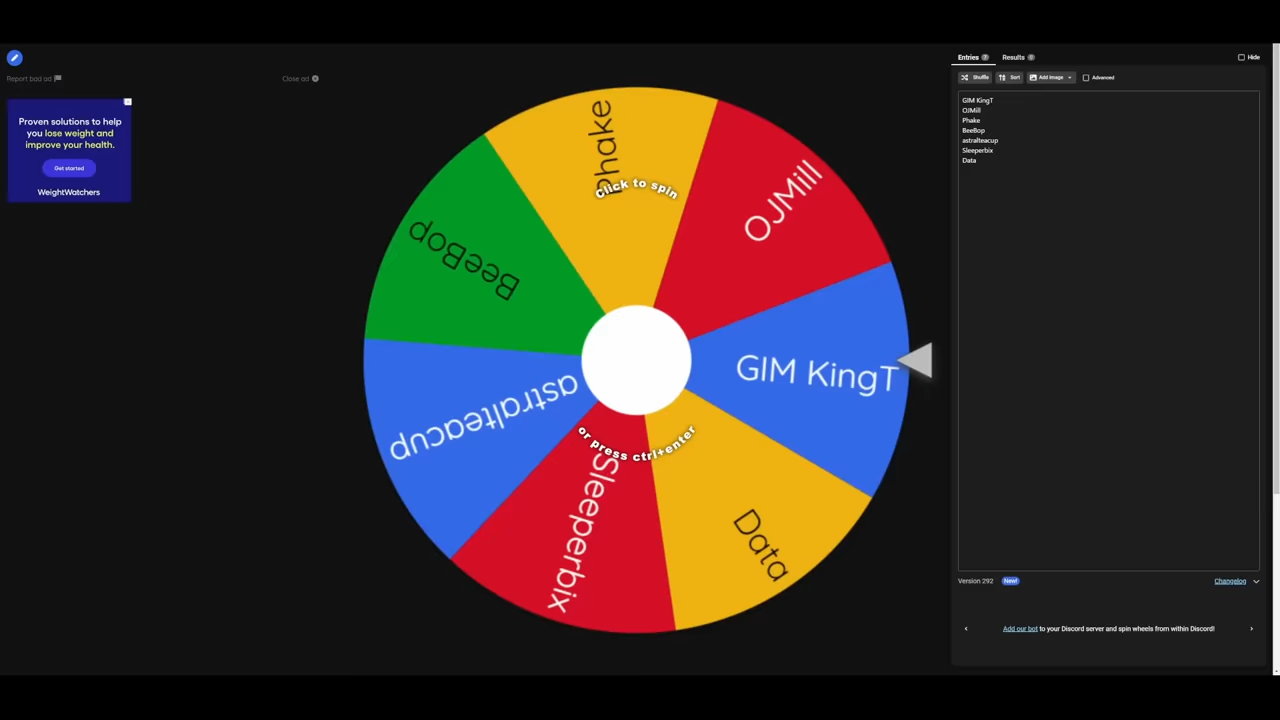 Report bad ad
Close ad
Proven solutions to help
you lose weight and
improve your health.
Get started
WeightWatchers
Phake
OJMill
GIM KingT
Data
Sleeperbix
astralteacup
BeeBop
Click to spin
or press ctrl+enter
Entries 7
Results 0
Hide
Shuffle
Sort
Add image
Advanced
GIM KingT
OJMill
Phake
BeeBop
astralteacup
Sleeperbix
Data
Version 292
New!
Changelog
Add our bot to your Discord server and spin wheels from within Discord!